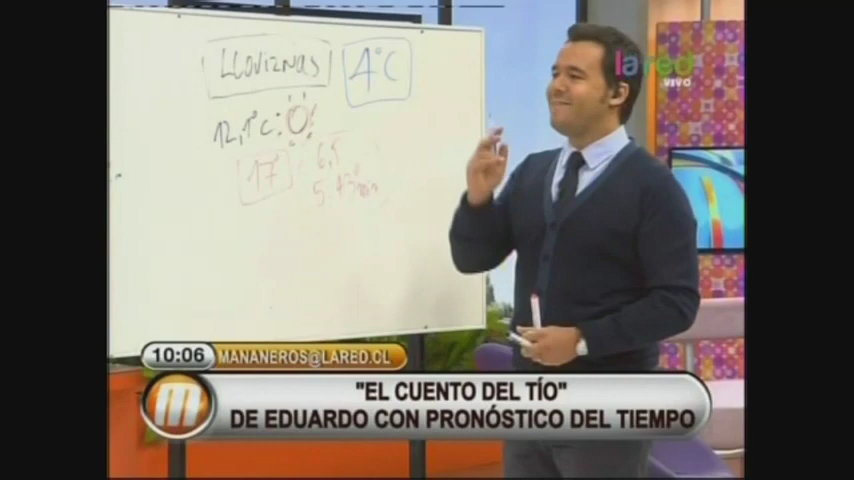 LLOVIZNAS
4°C
la red
VIVO
12,1°C:
17°
6,5
10:06
MANANEROS@LARED.CL
"EL CUENTO DEL TÍO"
DE EDUARDO CON PRONÓSTICO DEL TIEMPO